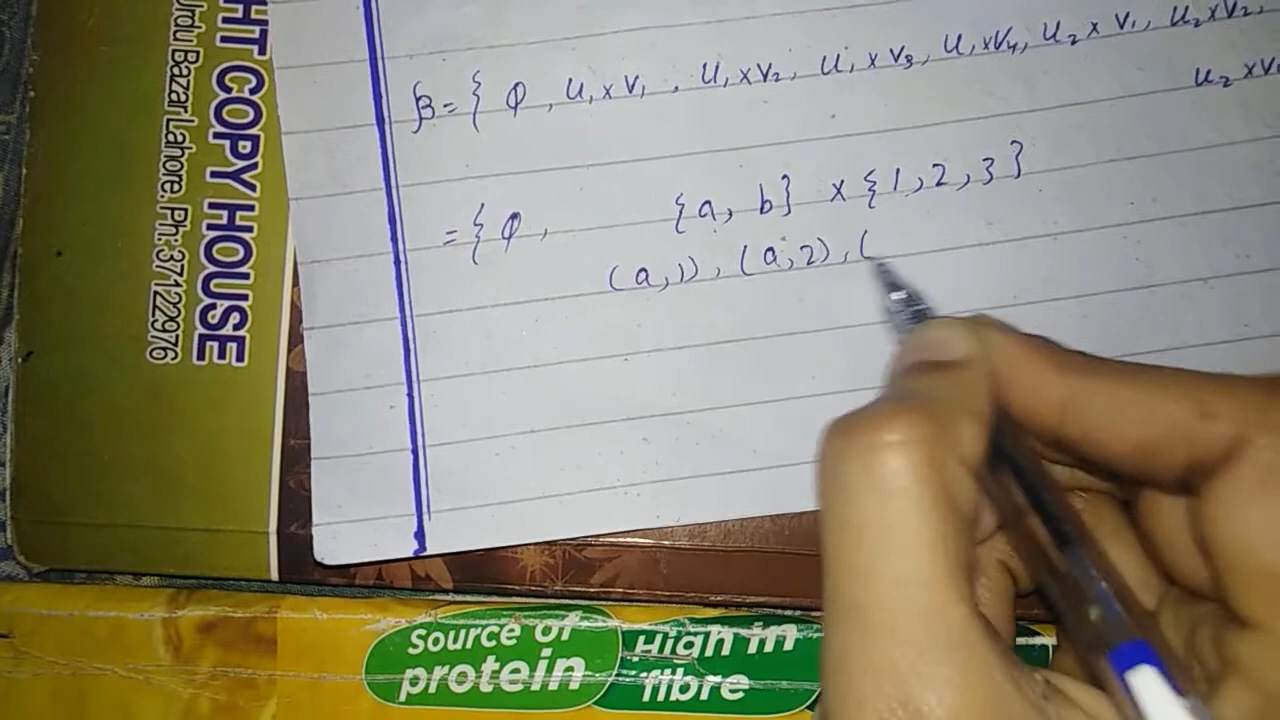 HT COPY HOUSE
Urdu Bazar Lahore. Ph: 37122976
β = { φ, u₁×v₁, u₁×v₂, u₁×v₃, u₁×v₄, u₂×v₁, u₂×v₂,
u₂×v
= { φ, {a, b} × {1, 2, 3}
(a,1), (a,2), (
Source of
protein
High in
fibre